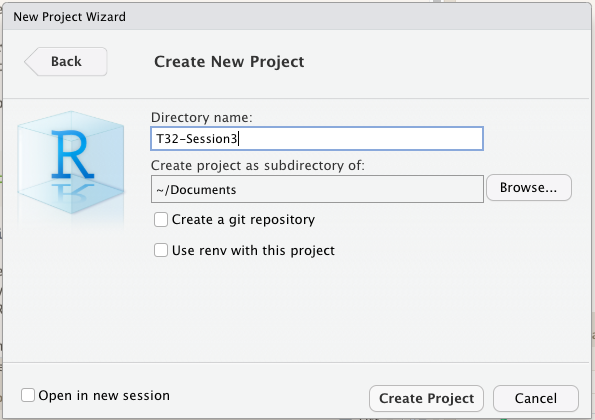 New Project Wizard
Back
Create New Project
Directory name:
T32-Session3
Create project as subdirectory of:
~/Documents
Browse...
Create a git repository
Use renv with this project
R
Open in new session
Create Project
Cancel